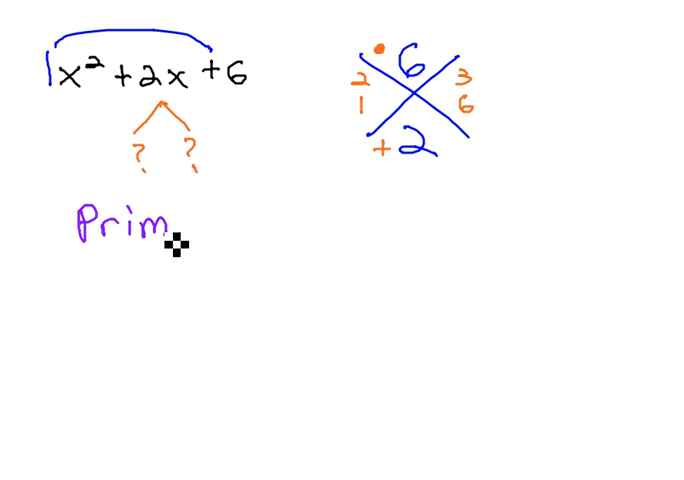 1x² + 2x + 6
? ?
Prim
• 6
2 3
1 6
+ 2